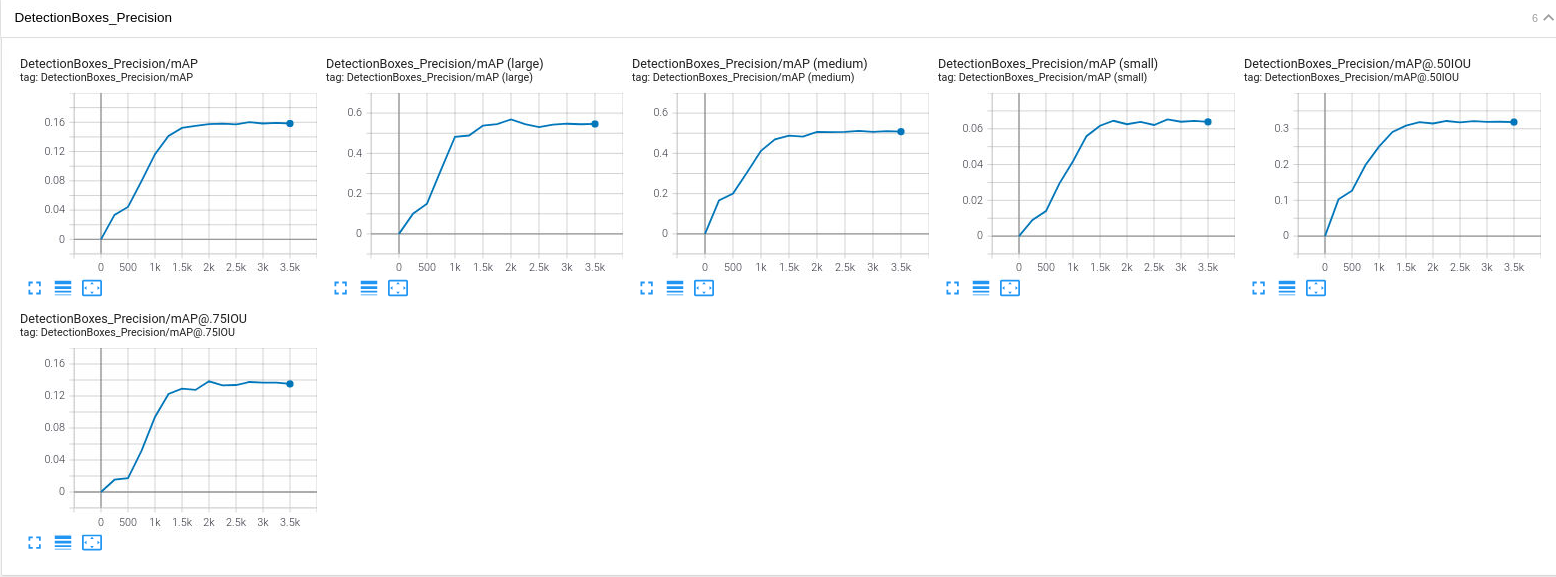 DetectionBoxes_Precision
6
DetectionBoxes_Precision/mAP
tag: DetectionBoxes_Precision/mAP
0.16
0.12
0.08
0.04
0
0 500 1k 1.5k 2k 2.5k 3k 3.5k
DetectionBoxes_Precision/mAP (large)
tag: DetectionBoxes_Precision/mAP (large)
0.6
0.4
0.2
0
0 500 1k 1.5k 2k 2.5k 3k 3.5k
DetectionBoxes_Precision/mAP (medium)
tag: DetectionBoxes_Precision/mAP (medium)
0.6
0.4
0.2
0
0 500 1k 1.5k 2k 2.5k 3k 3.5k
DetectionBoxes_Precision/mAP (small)
tag: DetectionBoxes_Precision/mAP (small)
0.06
0.04
0.02
0
0 500 1k 1.5k 2k 2.5k 3k 3.5k
DetectionBoxes_Precision/mAP@.50IOU
tag: DetectionBoxes_Precision/mAP@.50IOU
0.3
0.2
0.1
0
0 500 1k 1.5k 2k 2.5k 3k 3.5k
DetectionBoxes_Precision/mAP@.75IOU
tag: DetectionBoxes_Precision/mAP@.75IOU
0.16
0.12
0.08
0.04
0
0 500 1k 1.5k 2k 2.5k 3k 3.5k